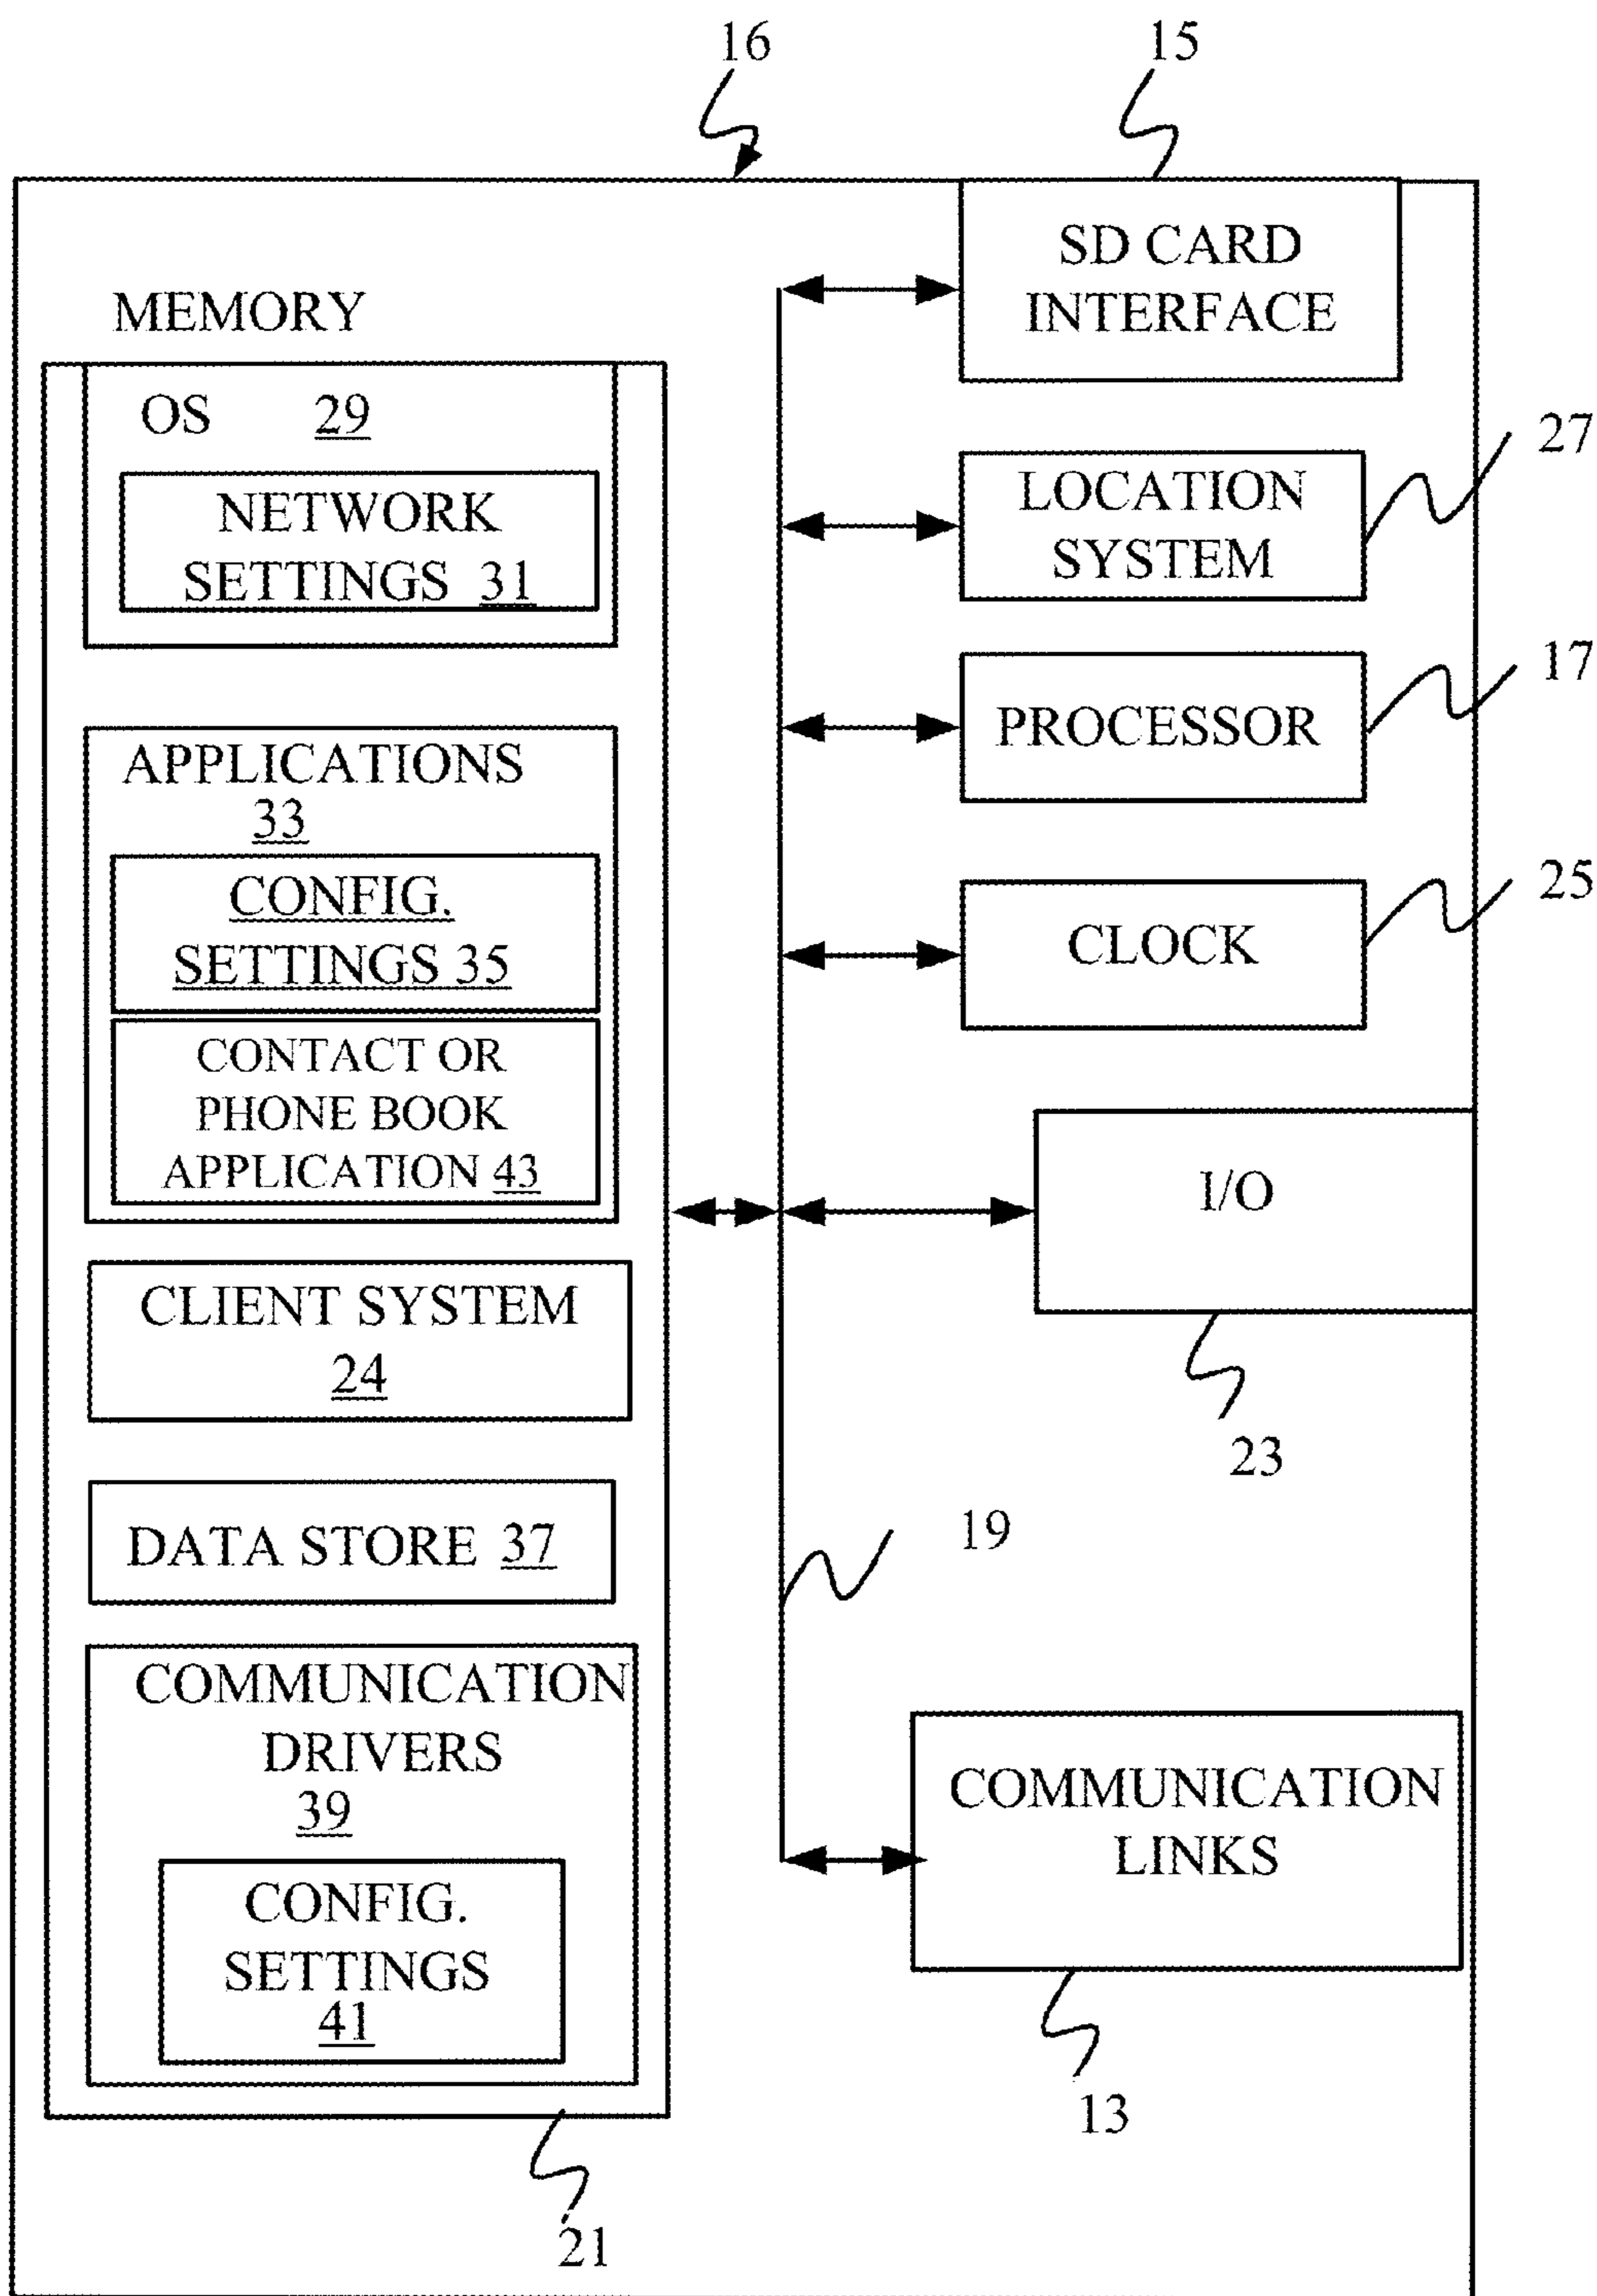 16
15
SD CARD
INTERFACE
MEMORY
OS 29
NETWORK
SETTINGS 31
27
LOCATION
SYSTEM
17
PROCESSOR
APPLICATIONS
33
CONFIG.
SETTINGS 35
25
CLOCK
CONTACT OR
PHONE BOOK
APPLICATION 43
I/O
CLIENT SYSTEM
24
23
DATA STORE 37
19
COMMUNICATION
DRIVERS
39
COMMUNICATION
LINKS
CONFIG.
SETTINGS
41
13
21